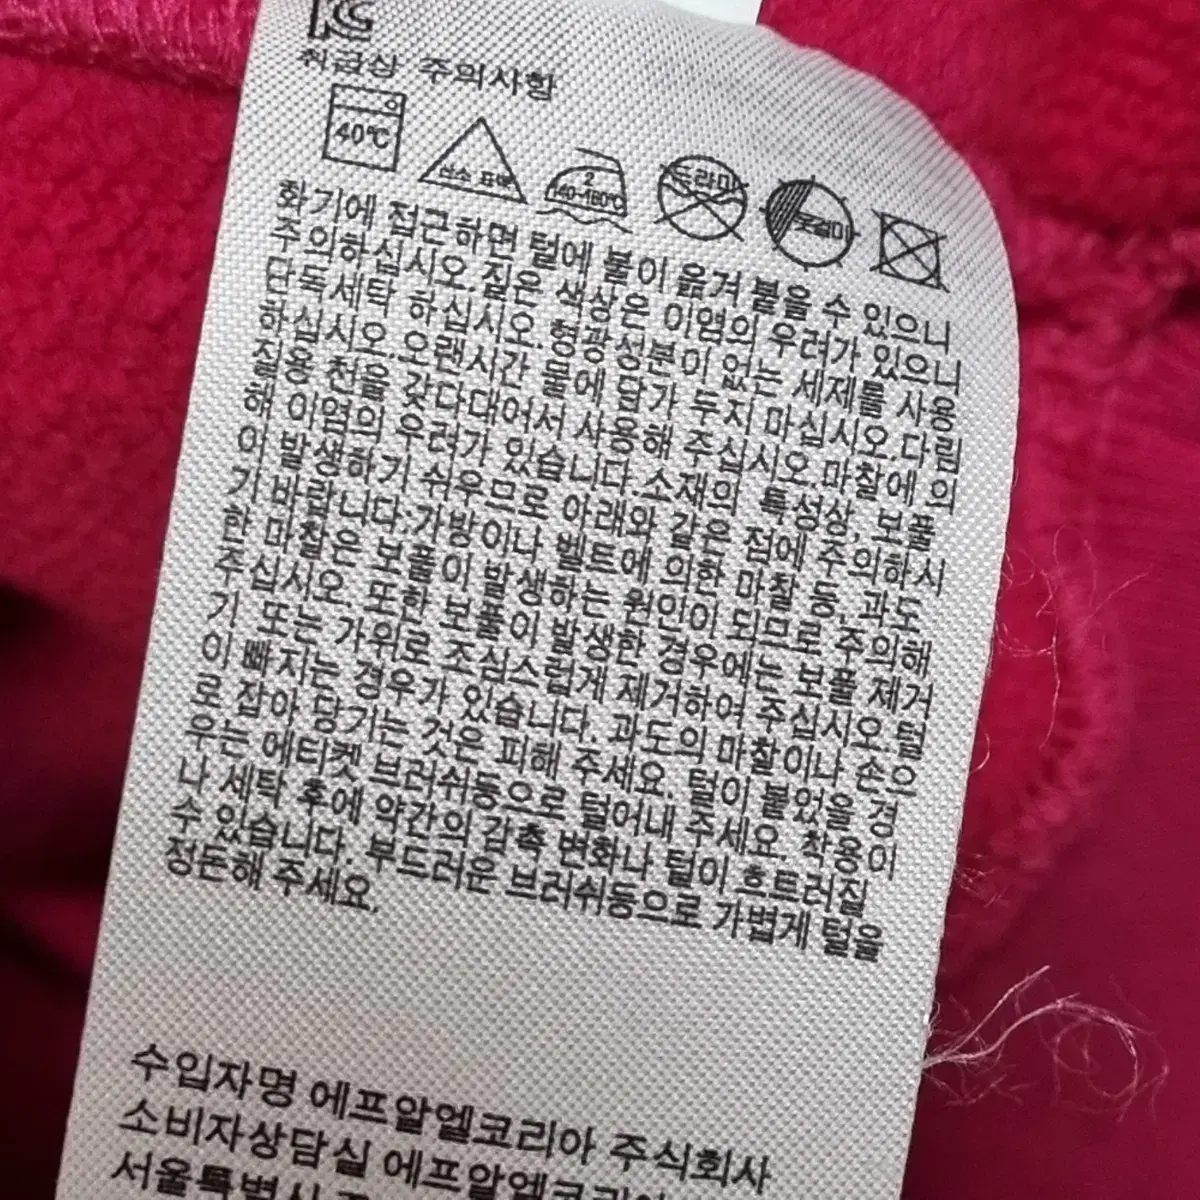 KS
취급상 주의사항
40℃
산소 표백
2
140~160℃
드라이
옷걸이
화기에 접근하면 털에 불이 옮겨 붙을 수 있으니
주의하십시오.짙은 색상은 이염의 우려가 있으니
단독세탁 하십시오.형광성분이 없는 세제를 사용
하십시오.오랜시간 물에 담가 두지 마십시오.다림
질용 천을 갖다대어서 사용해 주십시오.마찰에 의
해 이염의 우려가 있습니다.소재의 특성상, 보풀
이 발생하기 쉬우므로 아래와 같은 점에 주의하시
기 바랍니다;가방이나 벨트에 의한 마찰 등, 과도
한 마찰은 보풀이 발생하는 원인이 되므로 주의해
주십시오. 또한 보풀이 발생한 경우에는 보풀 제거
기 또는 가위로 조심스럽게 제거하여 주십시오.털
이 빠지는 경우가 있습니다. 과도의 마찰이나 손으
로 잡아 당기는 것은 피해 주세요. 털이 붙었을 경
우는 에티켓 브러쉬등으로 털어내 주세요. 착용이
나 세탁 후에 약간의 감촉 변화나 털이 흐트러질
수 있습니다. 부드러운 브러쉬등으로 가볍게 털을
정돈해 주세요.
수입자명 에프알엘코리아 주식회사
소비자상담실 에프알엘코리아
서울특별시